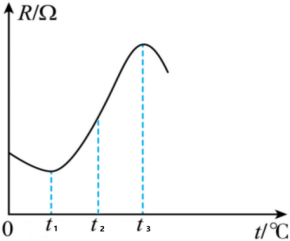 R/Ω
0 t₁ t₂ t₃ t/°C